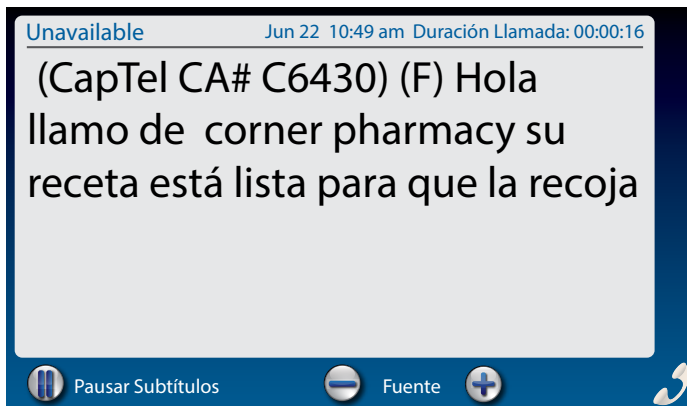 Unavailable Jun 22 10:49 am Duración Llamada: 00:00:16
(CapTel CA# C6430) (F) Hola
llamo de corner pharmacy su
receta está lista para que la recoja
Pausar Subtítulos Fuente